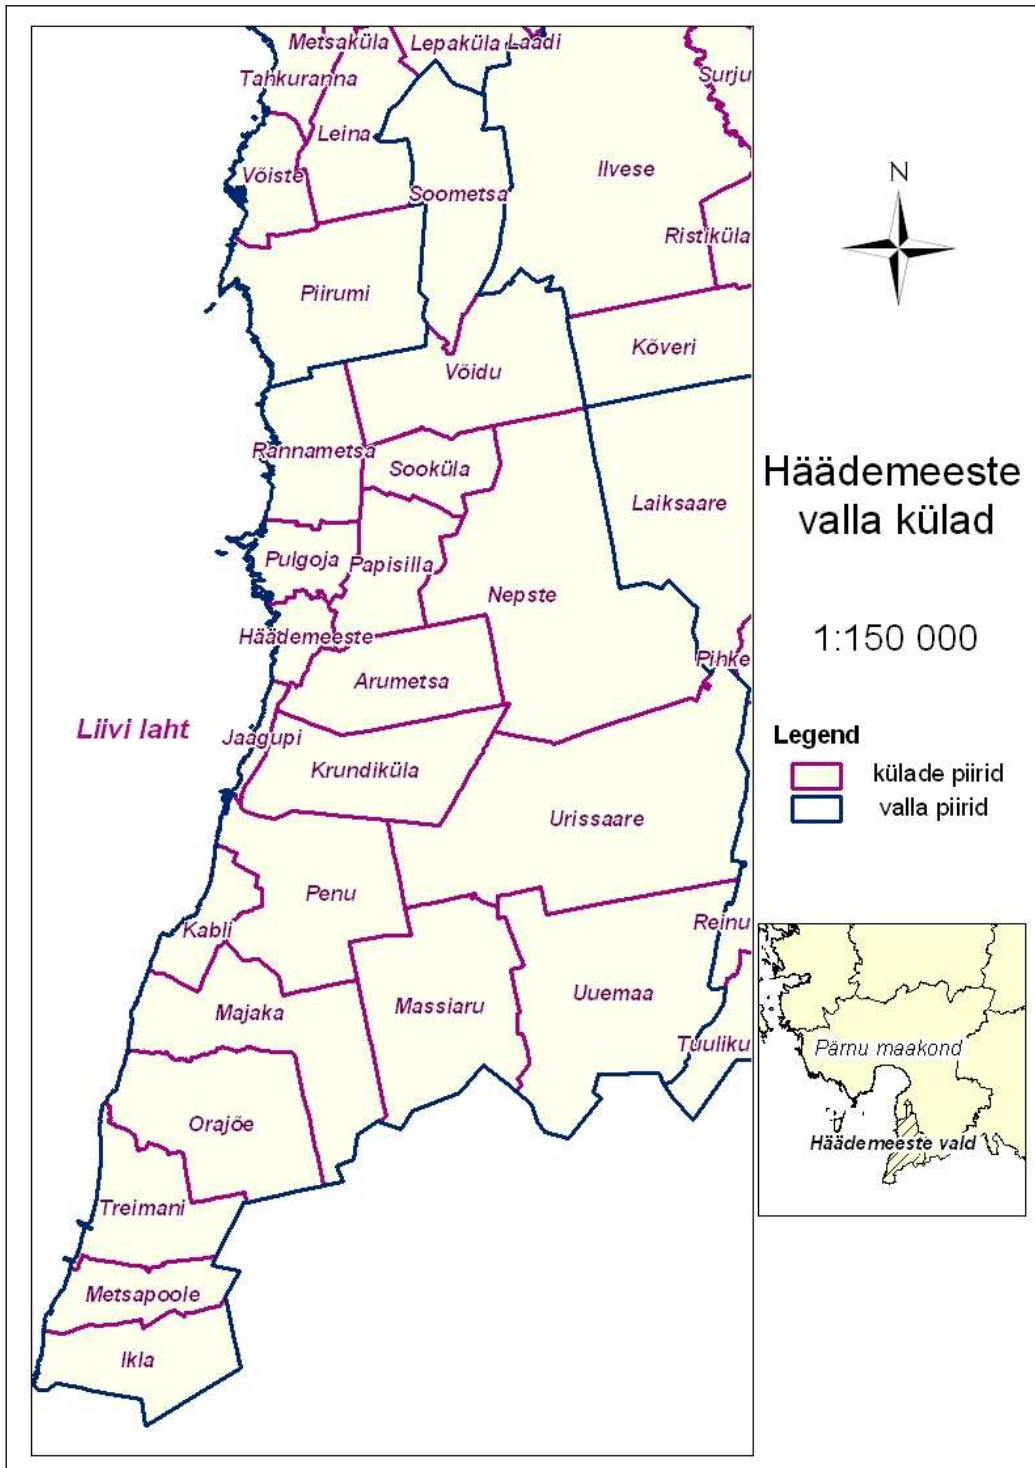 Metsaküla
Lepaküla
Laadi
Tahkuranna
Surju
Leina
Võiste
Ilvese
Soometsa
Ristiküla
Piirumi
Kõveri
Võidu
Rannametsa
Sooküla
Laiksaare
Pulgoja
Papisilla
Nepste
Häädemeeste
Pihke
Arumetsa
Liivi laht
Jaagupi
Krundiküla
Urissaare
Penu
Kabli
Reinu
Massiaru
Uuemaa
Majaka
Tuuliku
Orajõe
Treimani
Metsapoole
Ikla
N
Häädemeeste
valla külad
1:150 000
Legend
külade piirid
valla piirid
Pärnu maakond
Häädemeeste vald